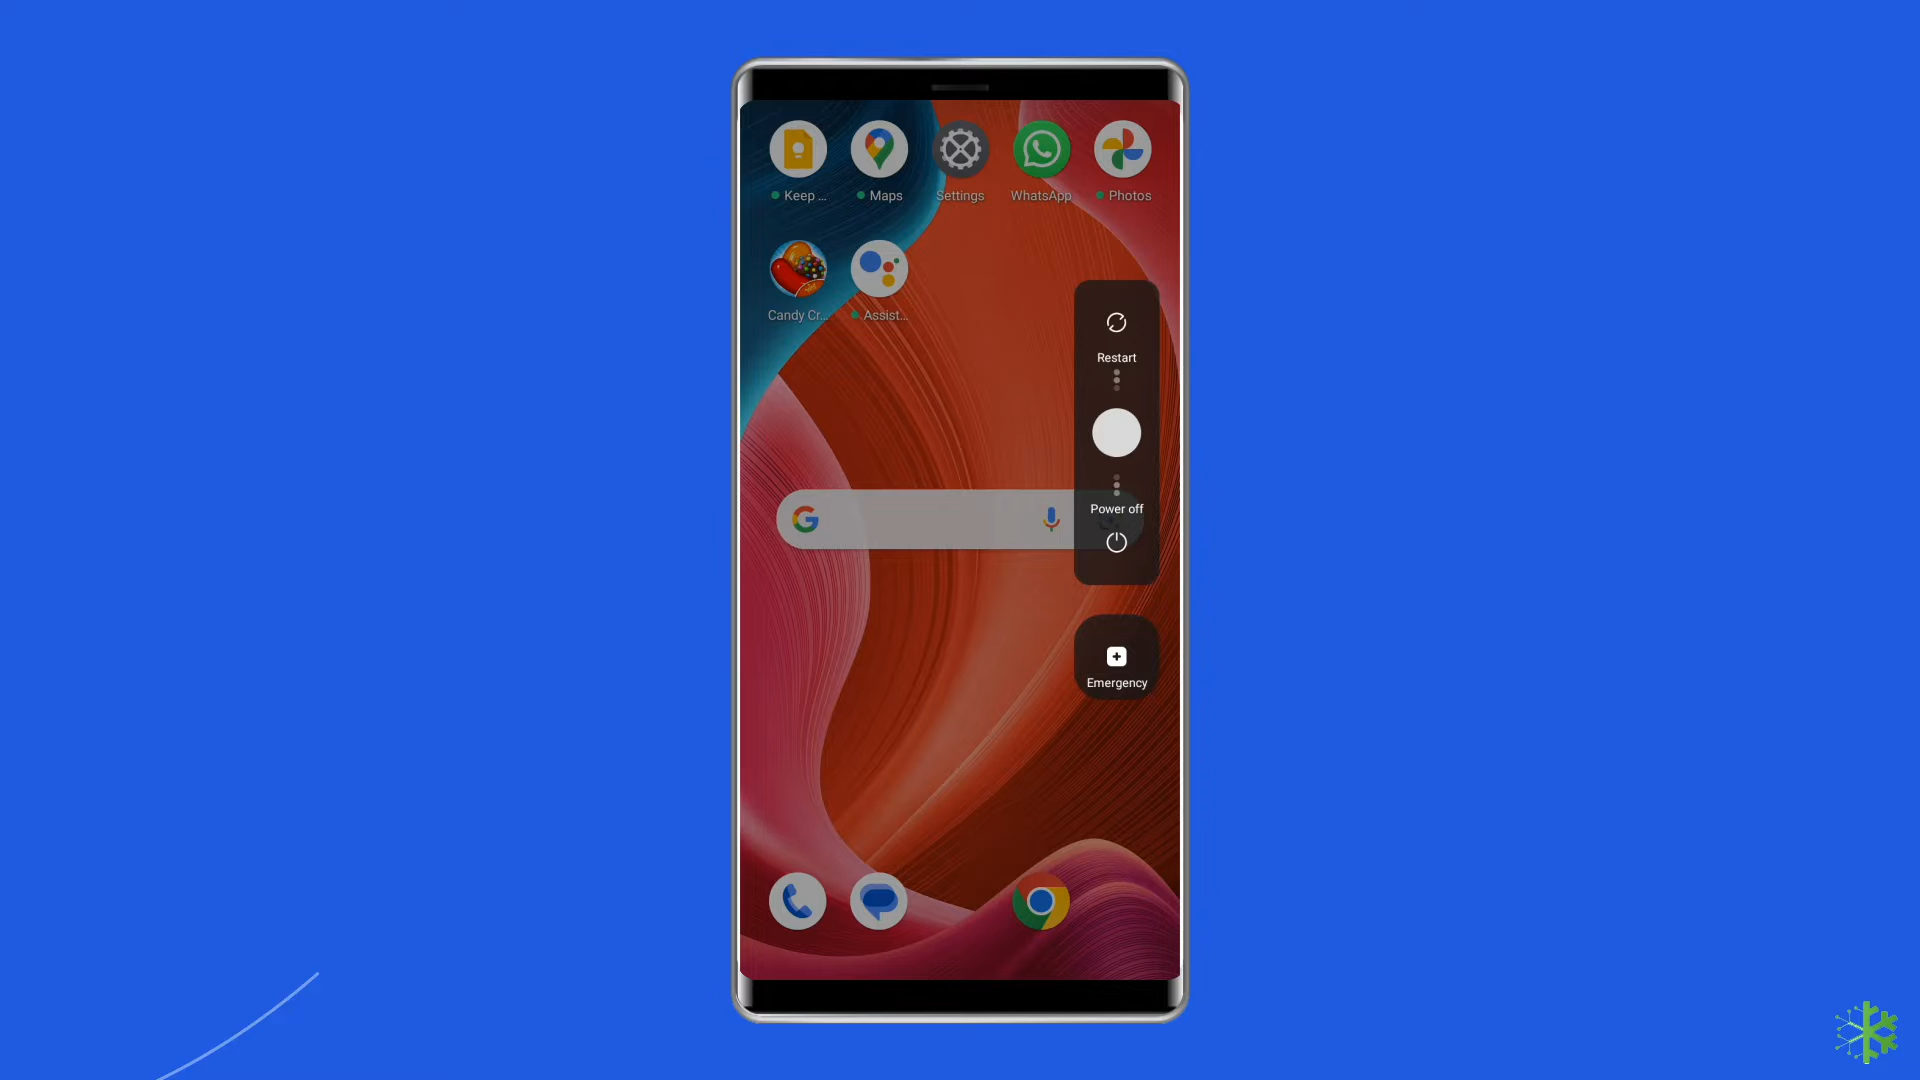 Keep ...
Maps
Settings
WhatsApp
Photos
Candy Cr...
Assist...
Restart
Power off
Emergency